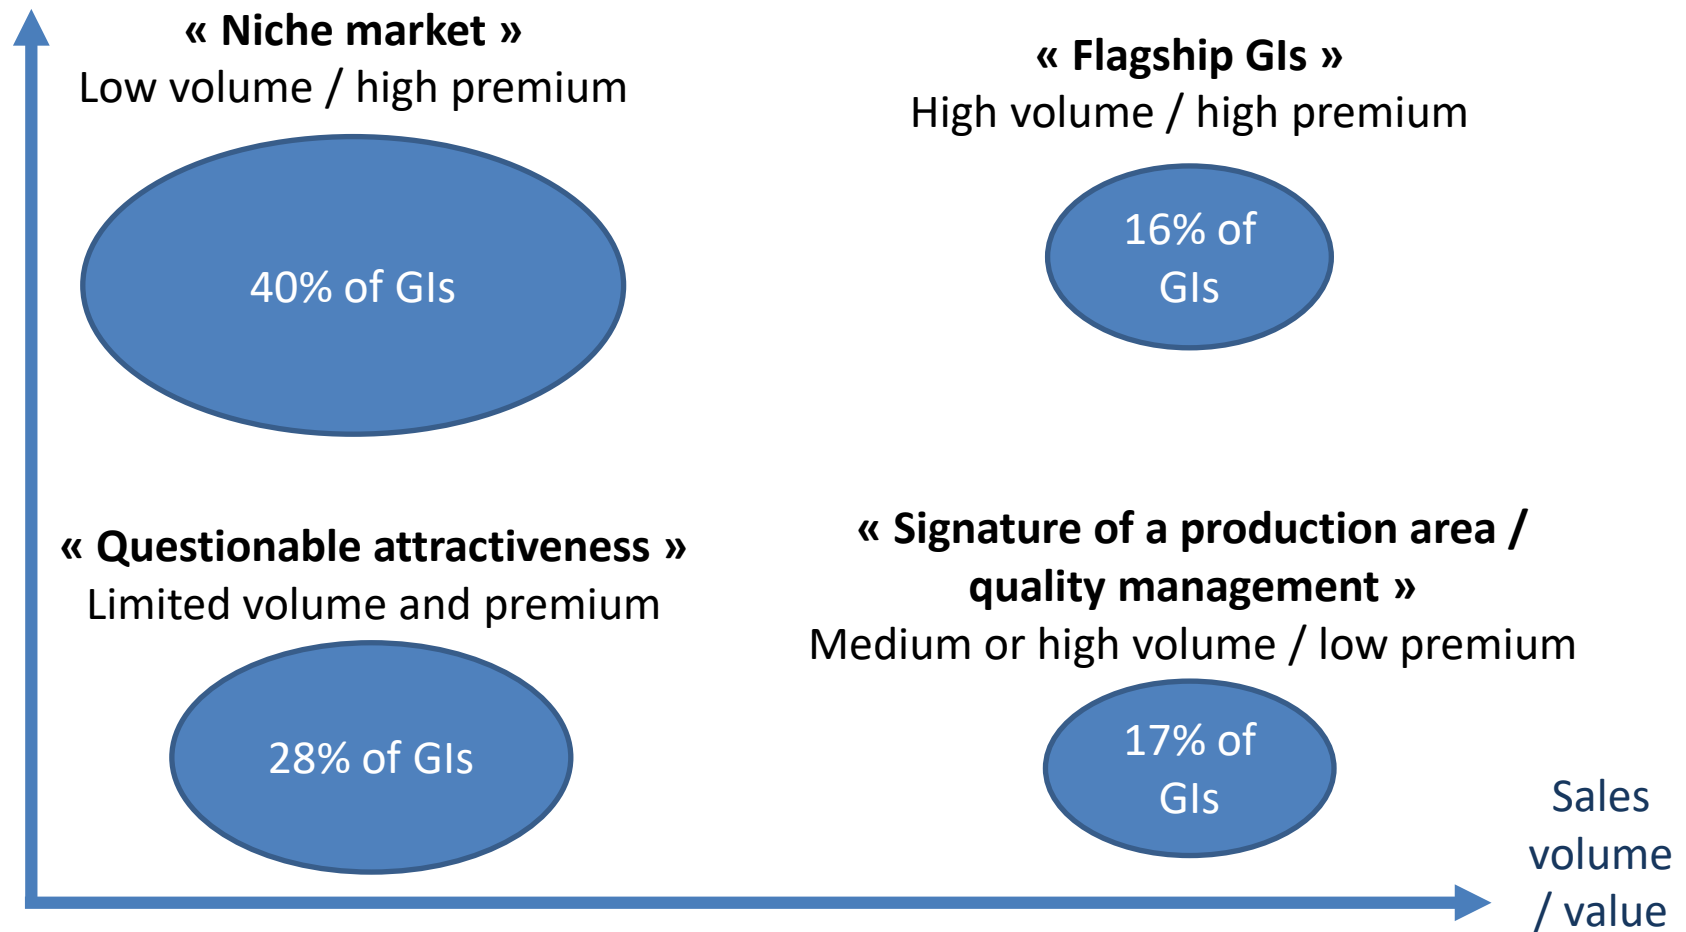 « Niche market »
Low volume / high premium
40% of GIs
« Flagship GIs »
High volume / high premium
16% of
GIs
« Questionable attractiveness »
Limited volume and premium
28% of GIs
« Signature of a production area /
quality management »
Medium or high volume / low premium
17% of
GIs
Sales
volume
/ value